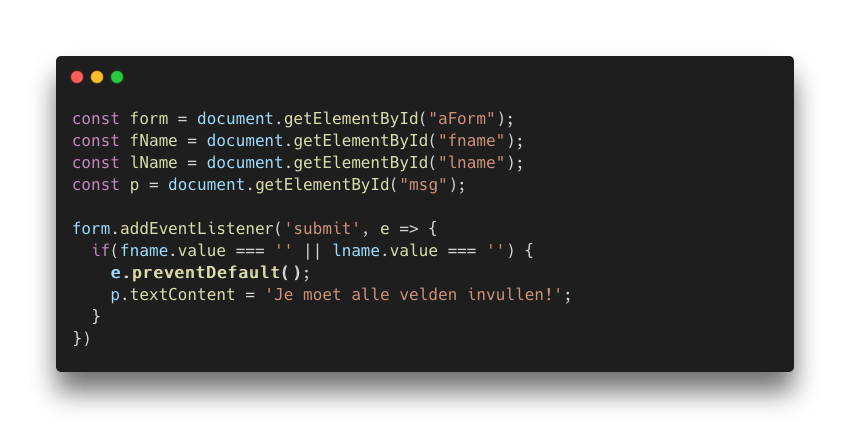 const form = document.getElementById("aForm");
const fName = document.getElementById("fname");
const lName = document.getElementById("lname");
const p = document.getElementById("msg");

form.addEventListener('submit', e => {
  if(fname.value === '' || lname.value === '') {
    e.preventDefault();
    p.textContent = 'Je moet alle velden invullen!';
  }
})